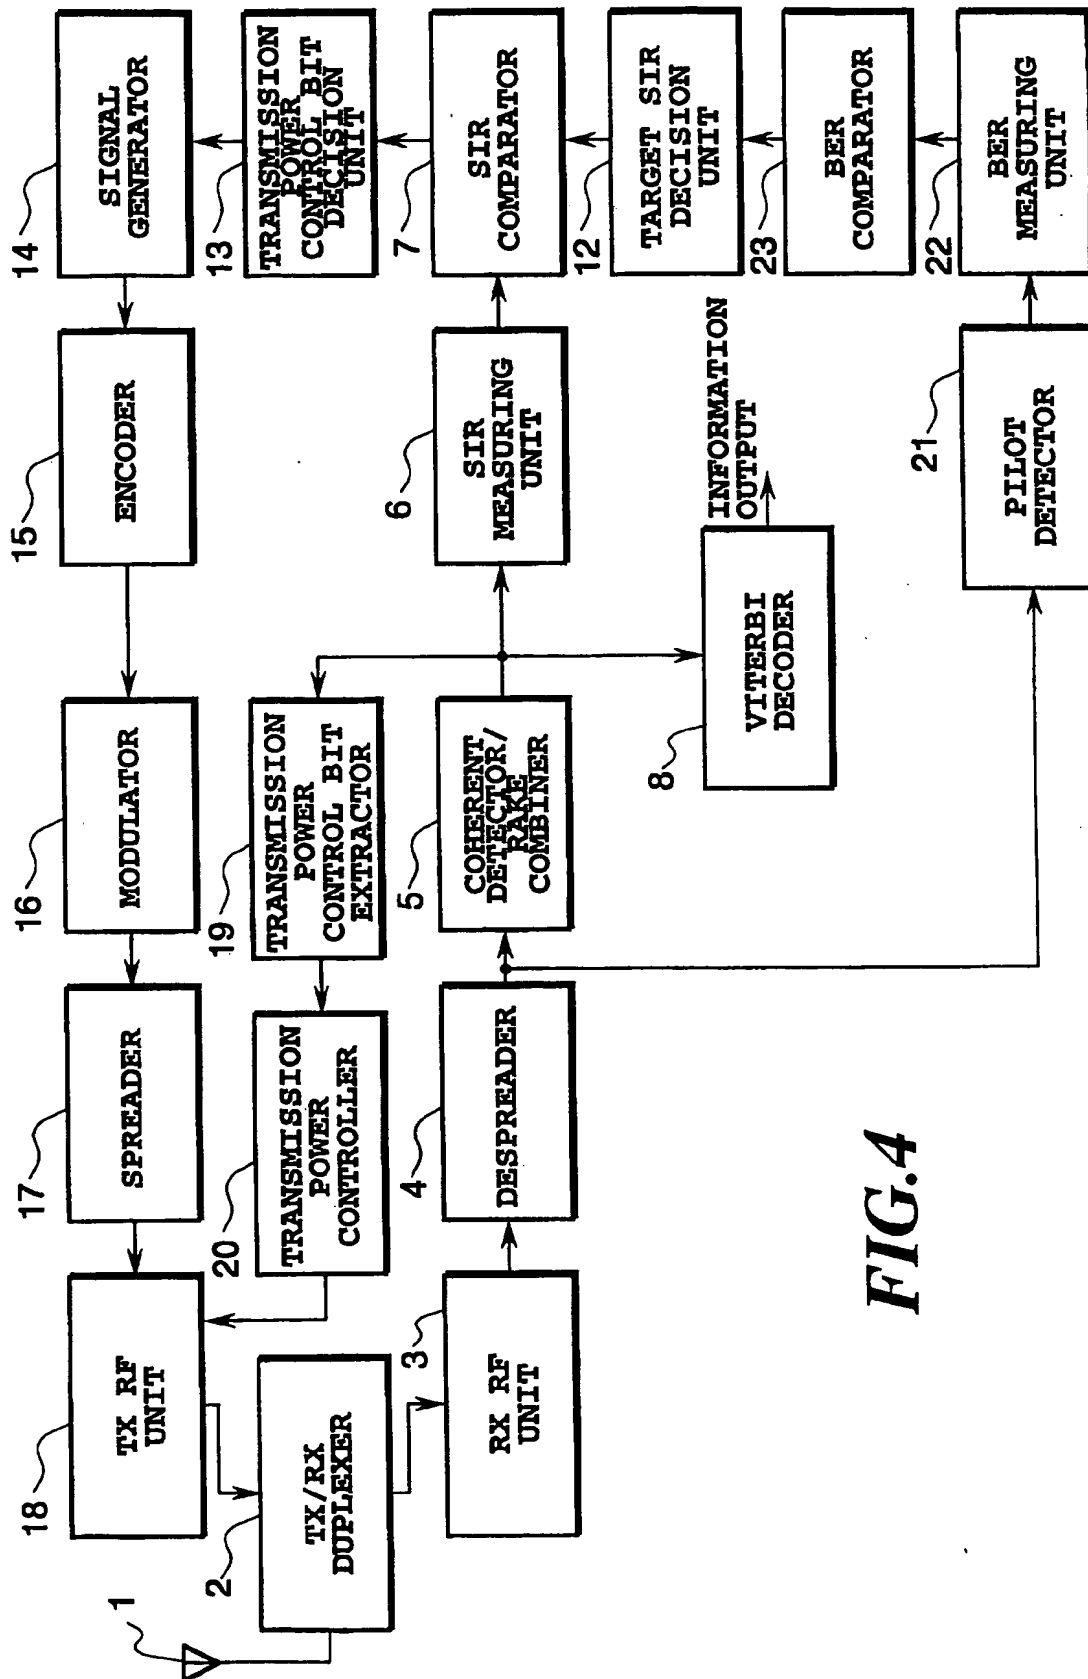 1
2
TX/RX
DUPLEXER
18
TX RF
UNIT
17
SPREADER
16
MODULATOR
15
ENCODER
14
SIGNAL
GENERATOR
20
TRANSMISSION
POWER
CONTROLLER
19
TRANSMISSION
POWER
CONTROL BIT
EXTRACTOR
13
TRANSMISSION
POWER
CONTROL BIT
DECISION
UNIT
3
RX RF
UNIT
4
DESPREADER
5
COHERENT
DETECTOR/
RAKE
COMBINER
6
SIR
MEASURING
UNIT
7
SIR
COMPARATOR
12
TARGET SIR
DECISION
UNIT
8
VITERBI
DECODER
INFORMATION
OUTPUT
23
BER
COMPARATOR
21
PILOT
DETECTOR
22
BER
MEASURING
UNIT
FIG.4